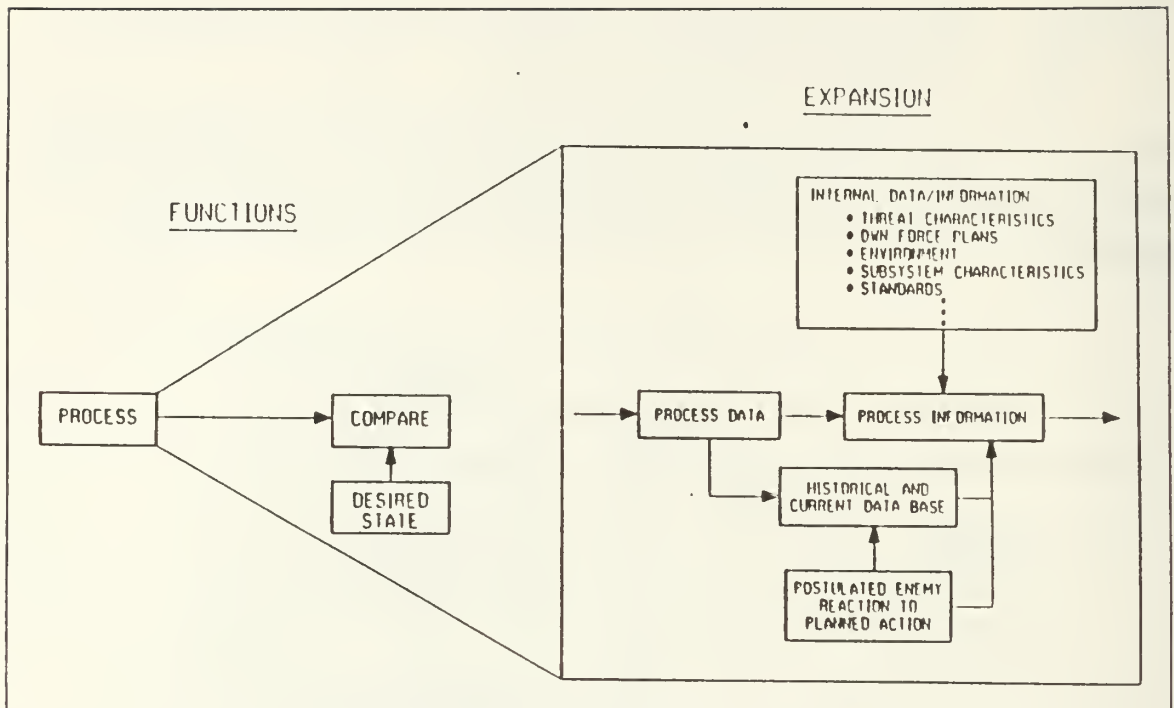 EXPANSION
FUNCTIONS
INTERNAL DATA/INFORMATION
• THREAT CHARACTERISTICS
• OWN FORCE PLANS
• ENVIRONMENT
• SUBSYSTEM CHARACTERISTICS
• STANDARDS
PROCESS
COMPARE
DESIRED
STATE
PROCESS DATA
PROCESS INFORMATION
HISTORICAL AND
CURRENT DATA BASE
POSTULATED ENEMY
REACTION TO
PLANNED ACTION